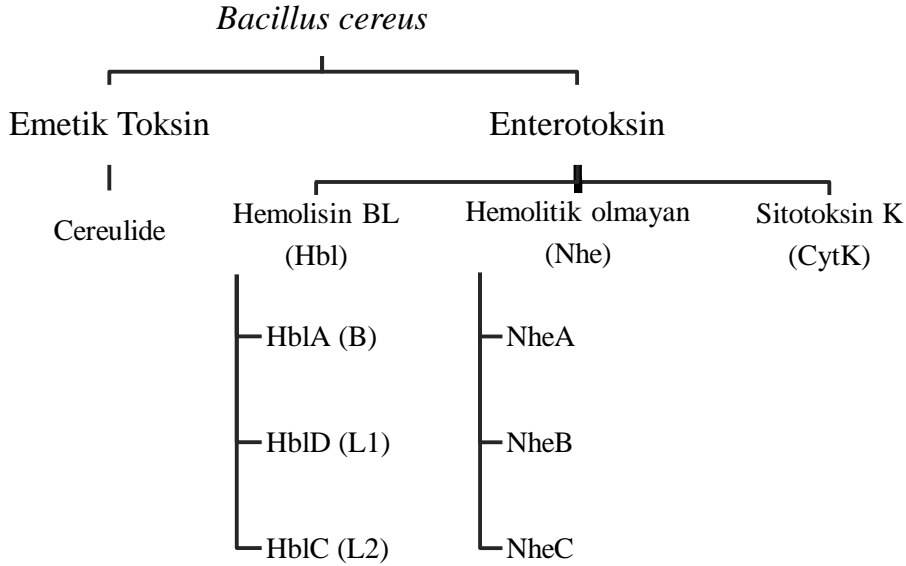 Bacillus cereus
Emetik Toksin
Enterotoksin
Cereulide
Hemolisin BL
(Hbl)
Hemolitik olmayan
(Nhe)
Sitotoksin K
(CytK)
HblA (B)
HblD (L1)
HblC (L2)
NheA
NheB
NheC